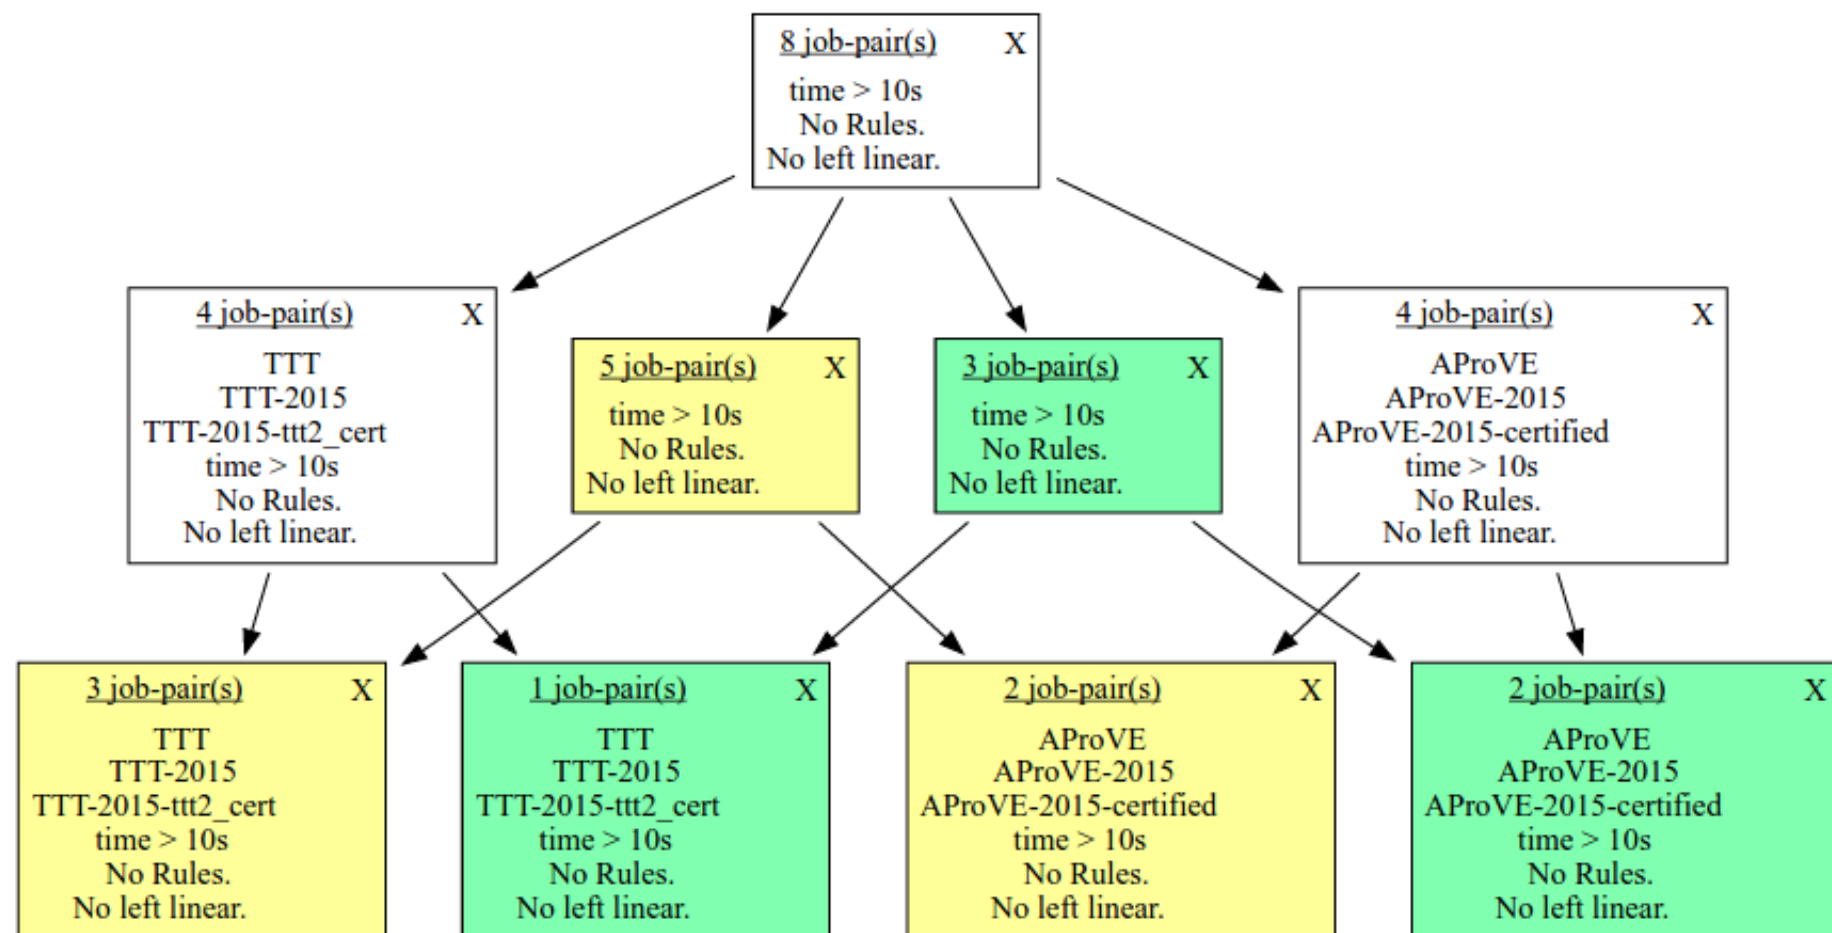 8 job-pair(s) X
time > 10s
No Rules.
No left linear.
4 job-pair(s) X
TTT
TTT-2015
TTT-2015-ttt2_cert
time > 10s
No Rules.
No left linear.
5 job-pair(s) X
time > 10s
No Rules.
No left linear.
3 job-pair(s) X
time > 10s
No Rules.
No left linear.
4 job-pair(s) X
AProVE
AProVE-2015
AProVE-2015-certified
time > 10s
No Rules.
No left linear.
3 job-pair(s) X
TTT
TTT-2015
TTT-2015-ttt2_cert
time > 10s
No Rules.
No left linear.
1 job-pair(s) X
TTT
TTT-2015
TTT-2015-ttt2_cert
time > 10s
No Rules.
No left linear.
2 job-pair(s) X
AProVE
AProVE-2015
AProVE-2015-certified
time > 10s
No Rules.
No left linear.
2 job-pair(s) X
AProVE
AProVE-2015
AProVE-2015-certified
time > 10s
No Rules.
No left linear.